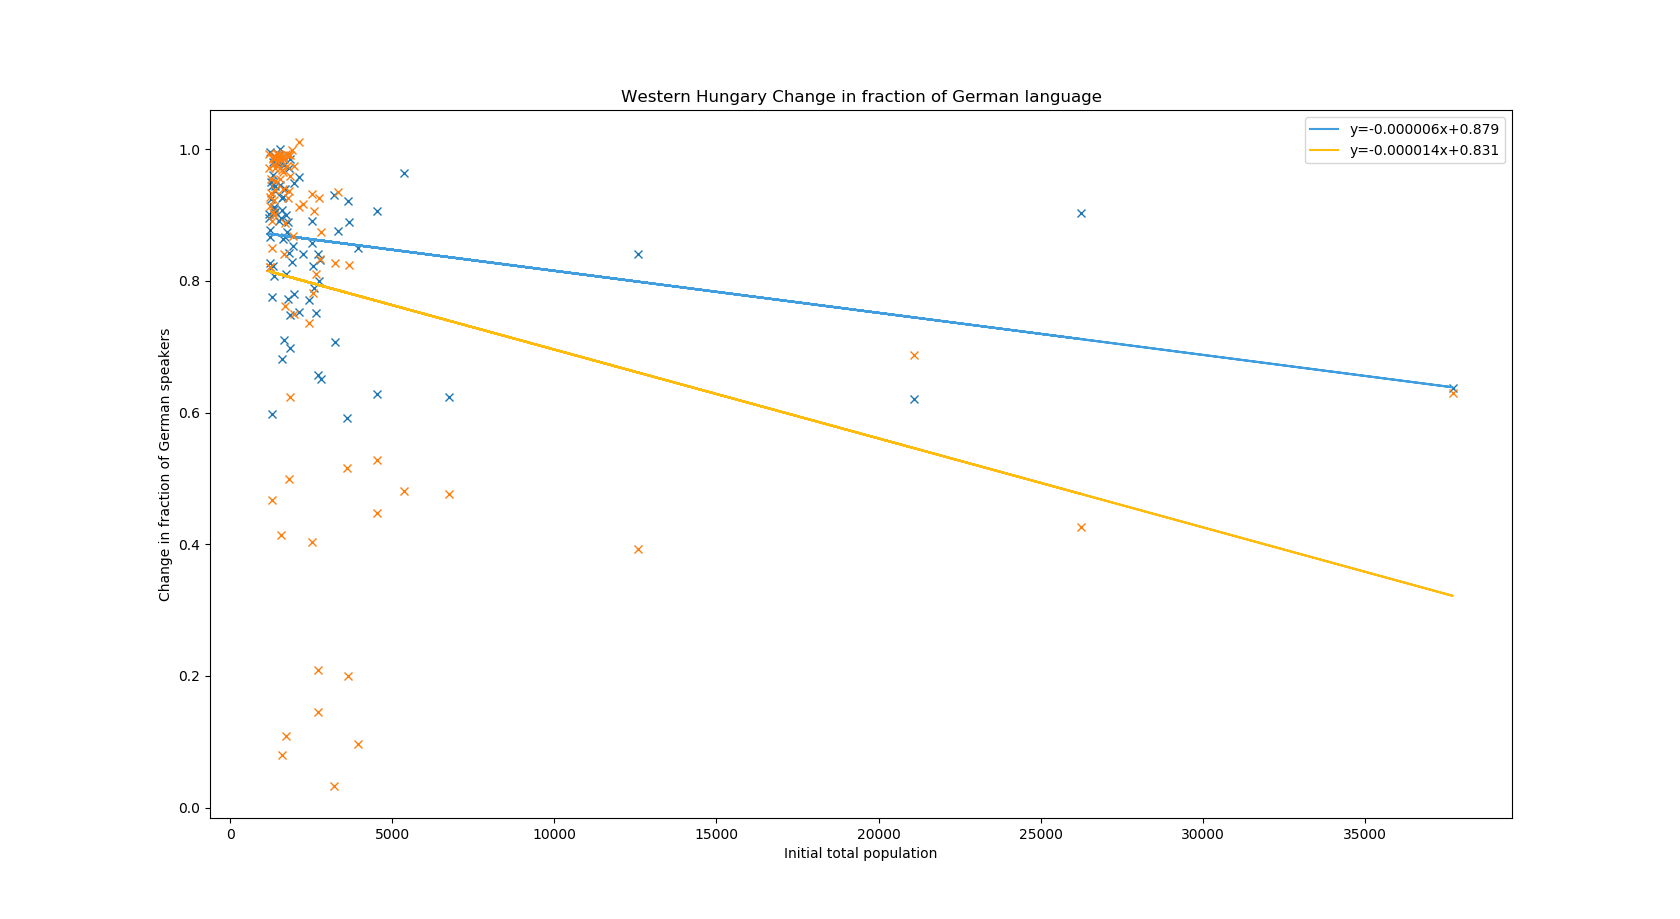 Western Hungary Change in fraction of German language
y=-0.000006x+0.879
y=-0.000014x+0.831
1.0
0.8
0.6
0.4
0.2
0.0
Change in fraction of German speakers
0 5000 10000 15000 20000 25000 30000 35000
Initial total population